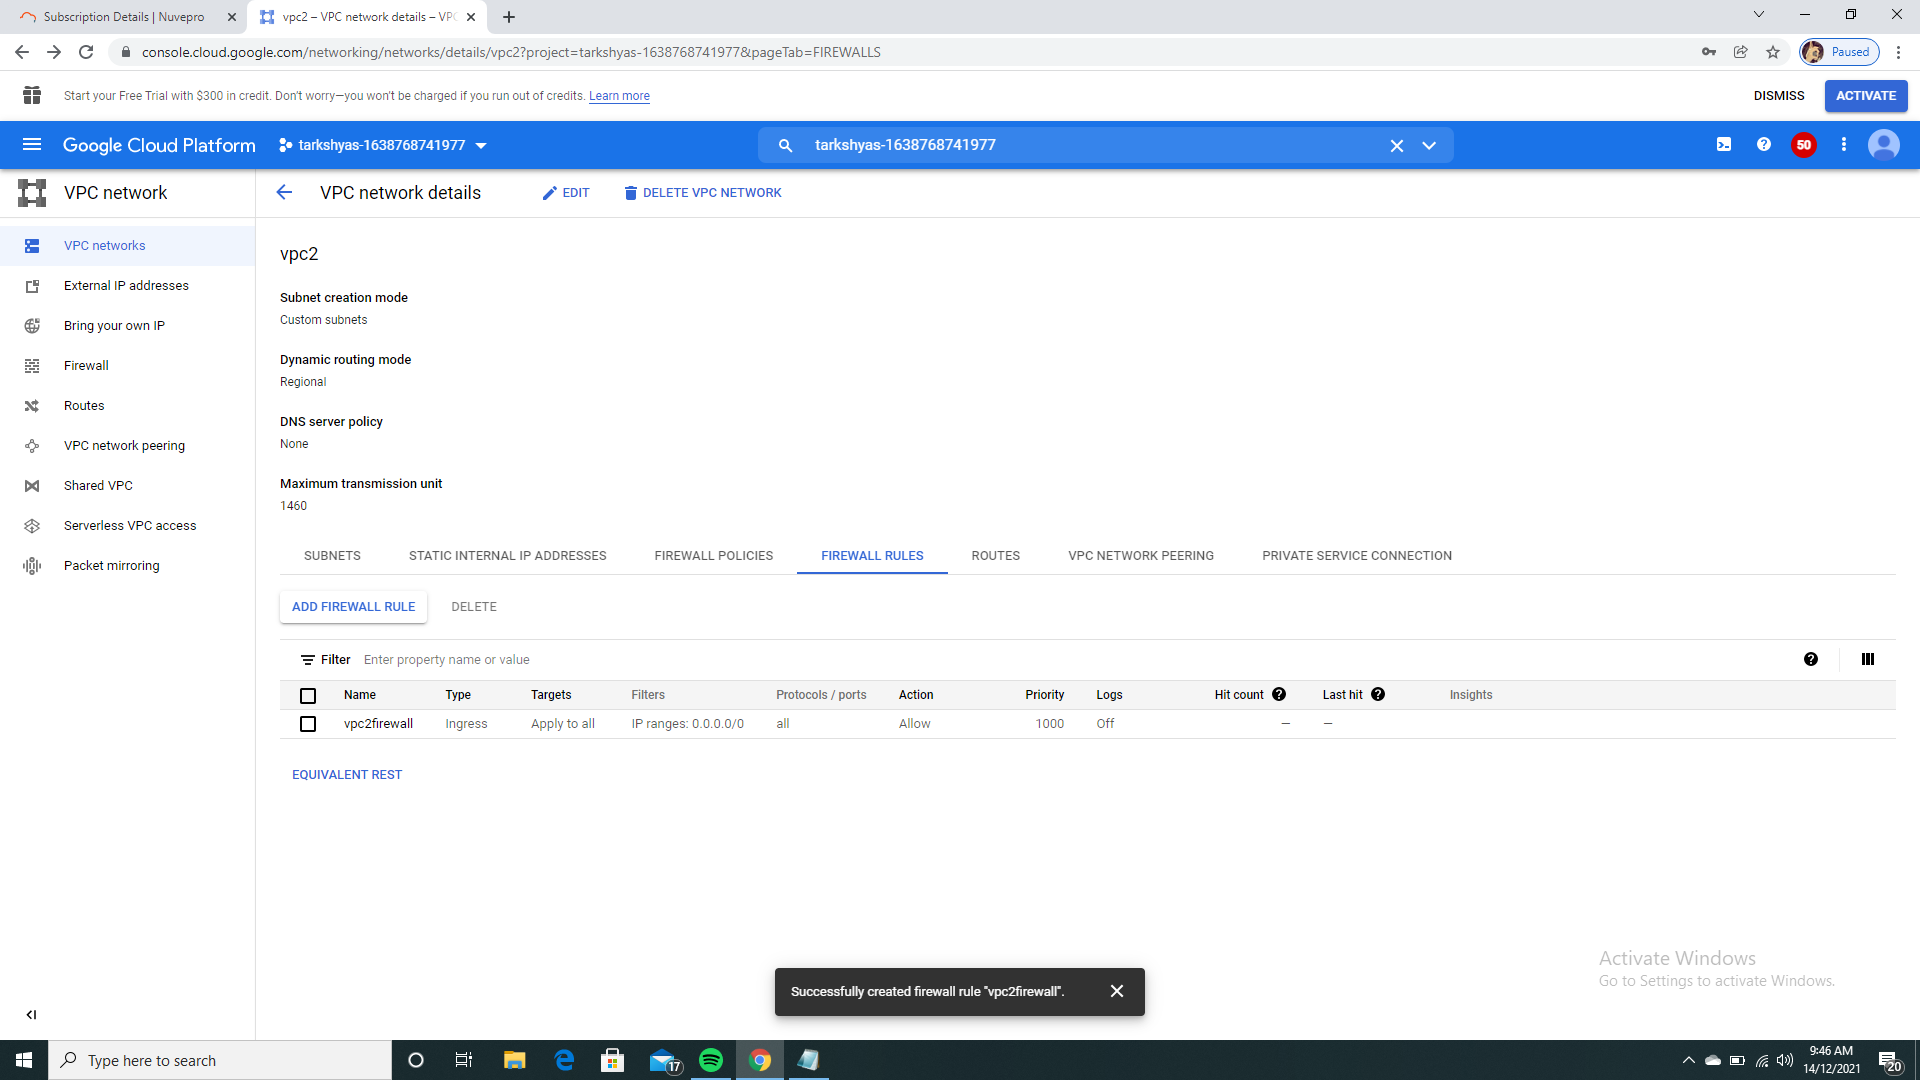 Subscription Details | Nuvepro
vpc2 – VPC network details – VPC
console.cloud.google.com/networking/networks/details/vpc2?project=tarkshyas-1638768741977&pageTab=FIREWALLS
Paused
Start your Free Trial with $300 in credit. Don't worry—you won't be charged if you run out of credits. Learn more
DISMISS
ACTIVATE
Google Cloud Platform
tarkshyas-1638768741977
tarkshyas-1638768741977
50
VPC network
VPC network details
EDIT
DELETE VPC NETWORK
VPC networks
External IP addresses
Bring your own IP
Firewall
Routes
VPC network peering
Shared VPC
Serverless VPC access
Packet mirroring
vpc2
Subnet creation mode
Custom subnets
Dynamic routing mode
Regional
DNS server policy
None
Maximum transmission unit
1460
SUBNETS STATIC INTERNAL IP ADDRESSES FIREWALL POLICIES FIREWALL RULES ROUTES VPC NETWORK PEERING PRIVATE SERVICE CONNECTION
ADD FIREWALL RULE DELETE
Filter Enter property name or value
Name Type Targets Filters Protocols / ports Action Priority Logs Hit count Last hit Insights
vpc2firewall Ingress Apply to all IP ranges: 0.0.0.0/0 all Allow 1000 Off — —
EQUIVALENT REST
Successfully created firewall rule "vpc2firewall".
Activate Windows
Go to Settings to activate Windows.
Type here to search
17
9:46 AM
14/12/2021
20